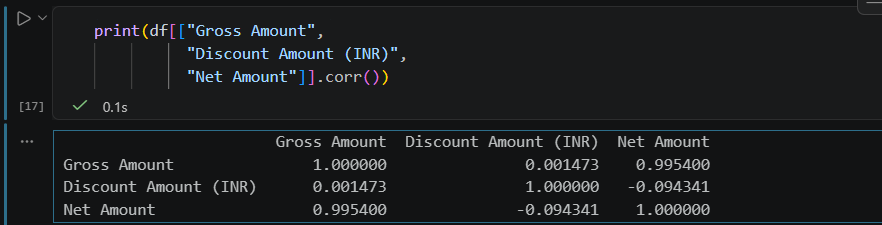 print(df[["Gross Amount",
"Discount Amount (INR)",
"Net Amount"]].corr())
[17] 0.1s
... Gross Amount Discount Amount (INR) Net Amount
Gross Amount 1.000000 0.001473 0.995400
Discount Amount (INR) 0.001473 1.000000 -0.094341
Net Amount 0.995400 -0.094341 1.000000